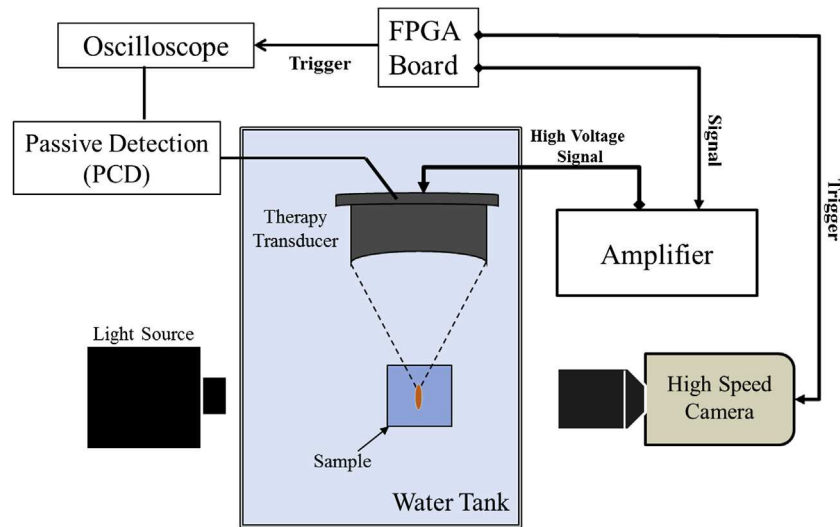 Oscilloscope
Trigger
FPGA
Board
Passive Detection
(PCD)
High Voltage
Signal
Signal
Trigger
Therapy
Transducer
Amplifier
Light Source
High Speed
Camera
Sample
Water Tank